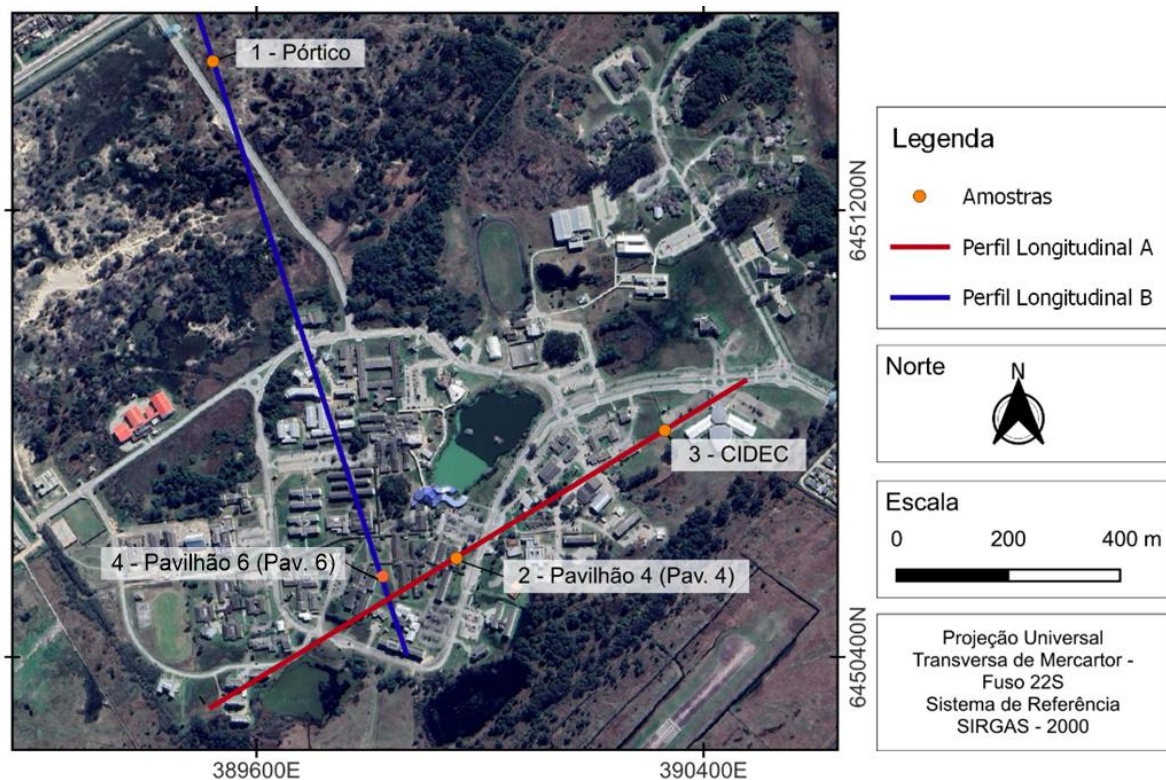 1 - Pórtico
3 - CIDEC
4 - Pavilhão 6 (Pav. 6)
2 - Pavilhão 4 (Pav. 4)
6451200N
6450400N
389600E
390400E
Legenda
Amostras
Perfil Longitudinal A
Perfil Longitudinal B
Norte
N
Escala
0 200 400 m
Projeção Universal
Transversa de Mercartor -
Fuso 22S
Sistema de Referência
SIRGAS - 2000